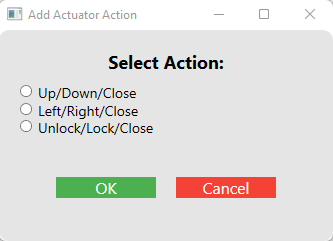 Add Actuator Action
Select Action:
Up/Down/Close
Left/Right/Close
Unlock/Lock/Close
OK
Cancel